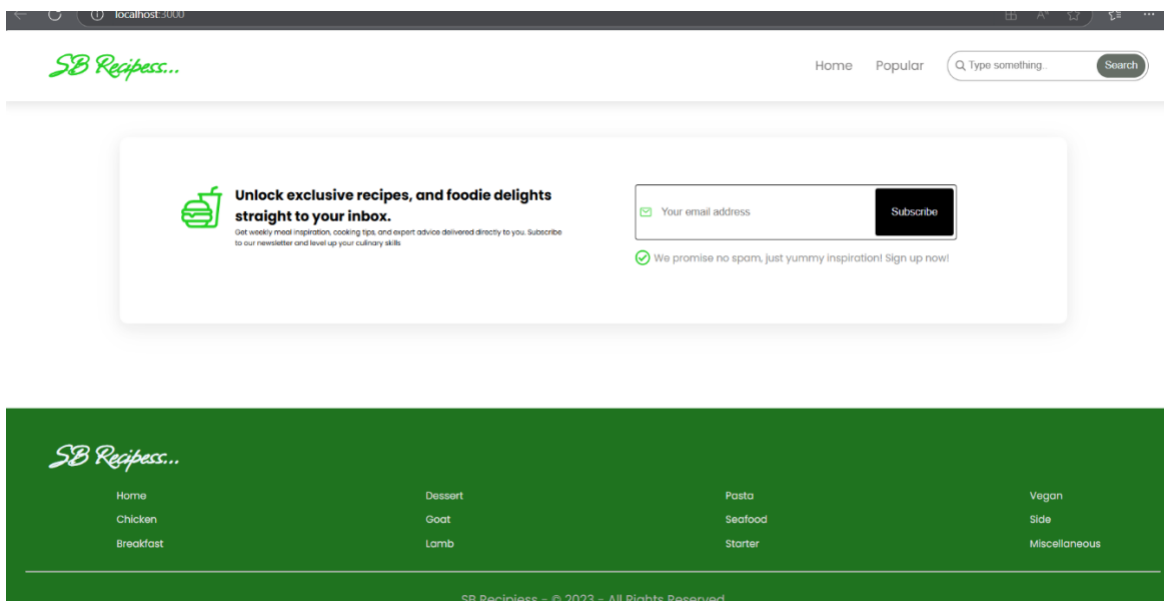 localhost:3000
SB Recipess...
Home Popular Type something.. Search
Unlock exclusive recipes, and foodie delights
straight to your inbox.
Get weekly meal inspiration, cooking tips, and expert advice delivered directly to you. Subscribe
to our newsletter and level up your culinary skills
Your email address Subscribe
We promise no spam, just yummy inspiration! Sign up now!
SB Recipess...
Home Dessert Pasta Vegan
Chicken Goat Seafood Side
Breakfast Lamb Starter Miscellaneous
SB Recipiess - © 2023 - All Rights Reserved